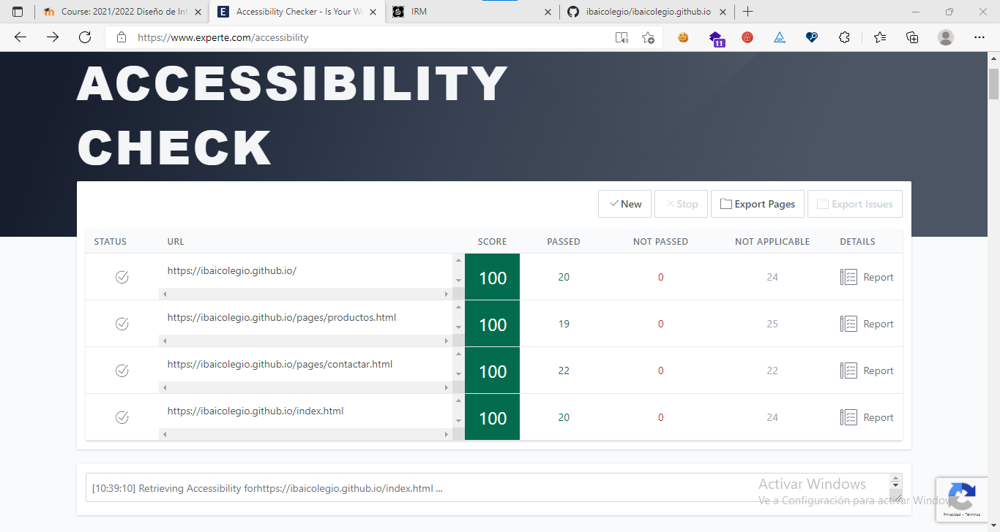 Course: 2021/2022 Diseño de Int
Accessibility Checker - Is Your W
IRM
ibaicolegio/ibaicolegio.github.io
https://www.experte.com/accessibility
11
ACCESSIBILITY
CHECK
New Stop Export Pages Export Issues
STATUS URL SCORE PASSED NOT PASSED NOT APPLICABLE DETAILS
https://ibaicolegio.github.io/ 100 20 0 24 Report
https://ibaicolegio.github.io/pages/productos.html 100 19 0 25 Report
https://ibaicolegio.github.io/pages/contactar.html 100 22 0 22 Report
https://ibaicolegio.github.io/index.html 100 20 0 24 Report
[10:39:10] Retrieving Accessibility forhttps://ibaicolegio.github.io/index.html ...
Activar Windows
Ve a Configuración para activar Windows
Privacidad - Términos